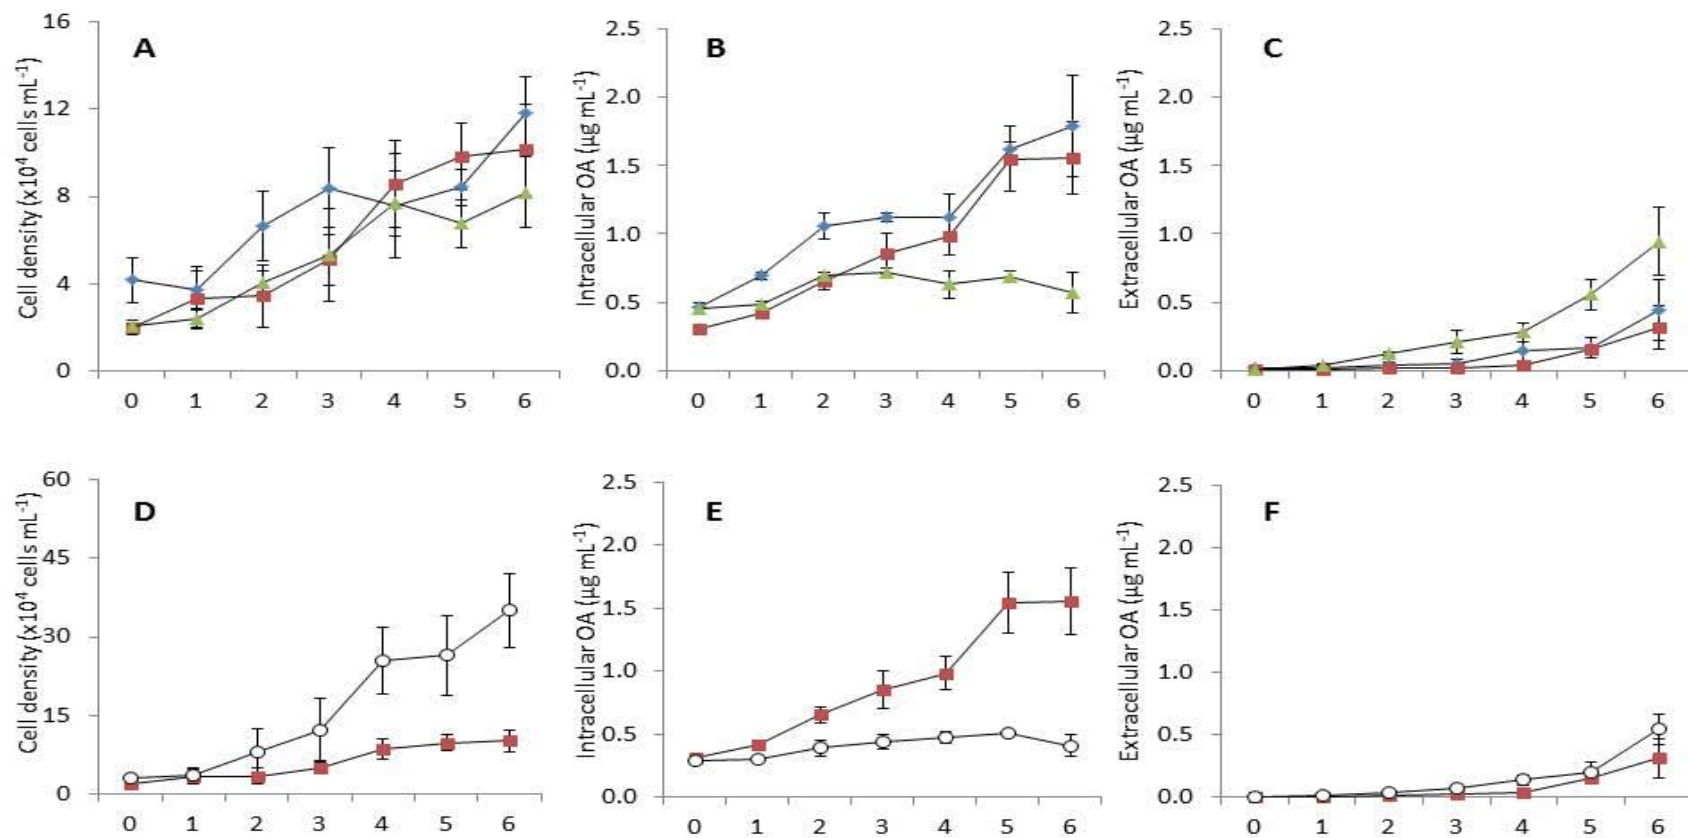 A
Cell density (x10⁴ cells mL⁻¹)
16
12
8
4
0
0 1 2 3 4 5 6
B
Intracellular OA (µg mL⁻¹)
2.5
2.0
1.5
1.0
0.5
0.0
0 1 2 3 4 5 6
C
Extracellular OA (µg mL⁻¹)
2.5
2.0
1.5
1.0
0.5
0.0
0 1 2 3 4 5 6
D
Cell density (x10⁴ cells mL⁻¹)
60
45
30
15
0
0 1 2 3 4 5 6
E
Intracellular OA (µg mL⁻¹)
2.5
2.0
1.5
1.0
0.5
0.0
0 1 2 3 4 5 6
F
Extracellular OA (µg mL⁻¹)
2.5
2.0
1.5
1.0
0.5
0.0
0 1 2 3 4 5 6